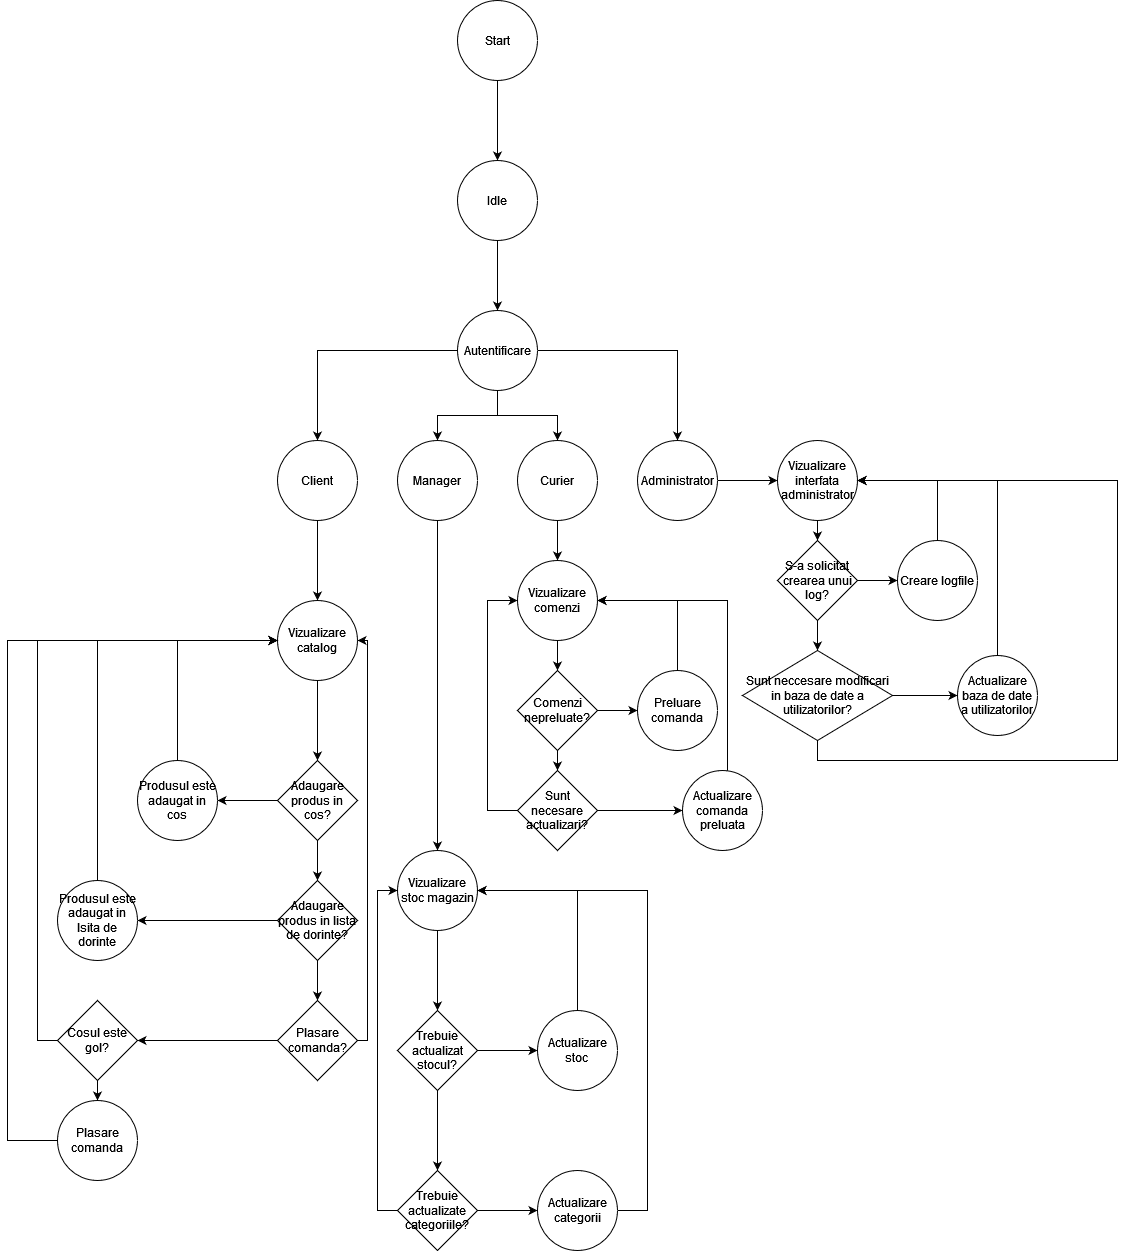 Start
Idle
Autentificare
Client
Manager
Curier
Administrator
Vizualizare
interfata
administrator
S-a solicitat
crearea unui
log?
Creare logfile
Vizualizare
comenzi
Vizualizare
catalog
Sunt neccesare modificari
in baza de date a
utilizatorilor?
Actualizare
baza de date
a utilizatorilor
Comenzi
nepreluate?
Preluare
comanda
Produsul este
adaugat in
cos
Adaugare
produs in
cos?
Sunt
necesare
actualizari?
Actualizare
comanda
preluata
Vizualizare
stoc magazin
Produsul este
adaugat in
lsita de
dorinte
Adaugare
produs in lista
de dorinte?
Cosul este
gol?
Plasare
comanda?
Trebuie
actualizat
stocul?
Actualizare
stoc
Plasare
comanda
Trebuie
actualizate
categoriile?
Actualizare
categorii